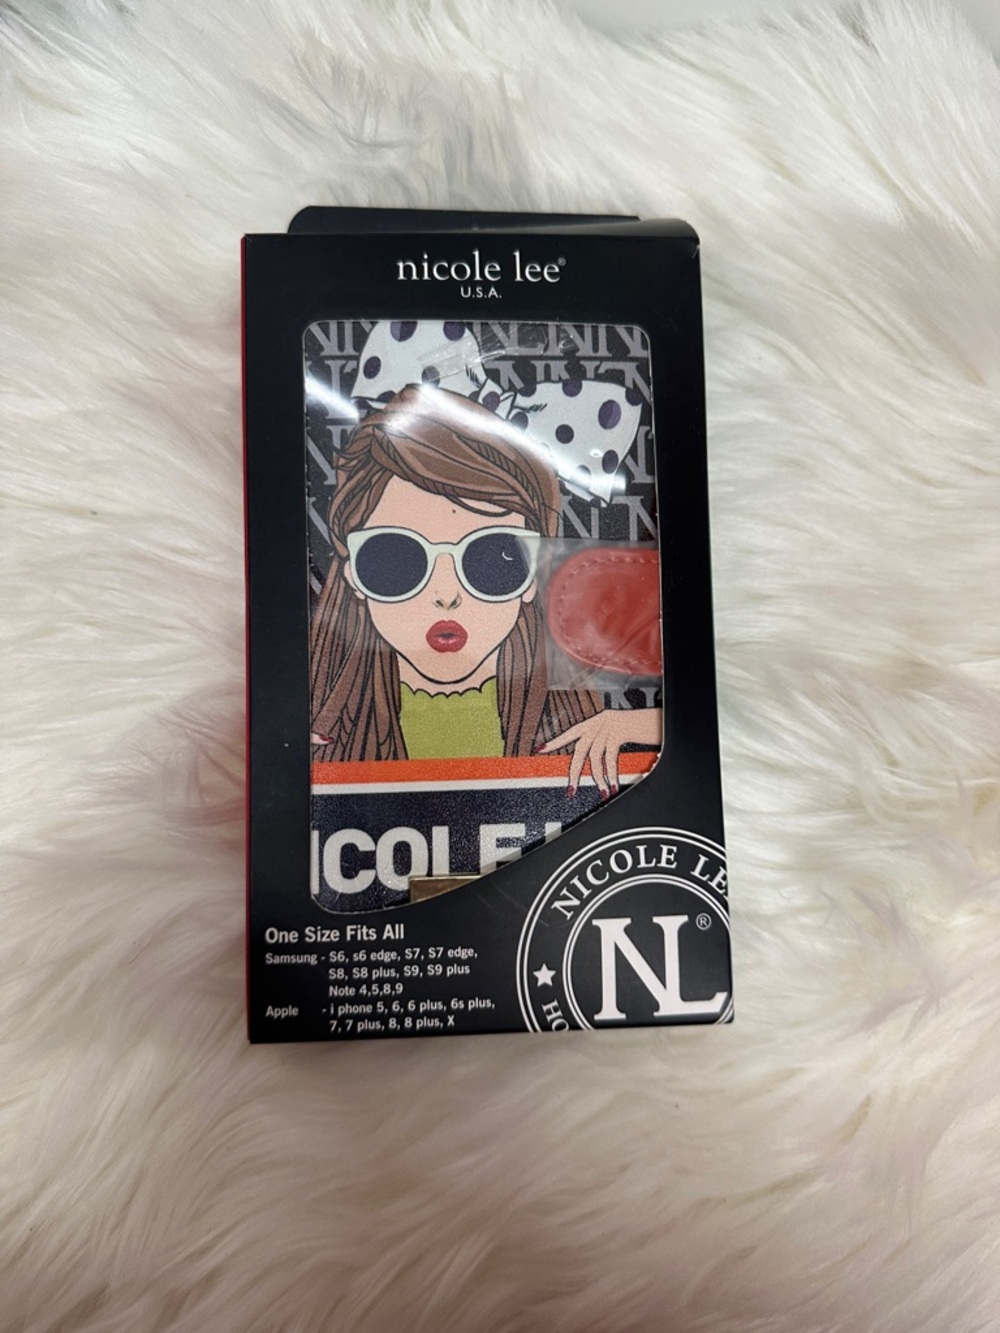 nicole lee®
U.S.A.
ICOLE
One Size Fits All
Samsung - S6, s6 edge, S7, S7 edge,
S8, S8 plus, S9, S9 plus
Note 4,5,8,9
Apple - i phone 5, 6, 6 plus, 6s plus,
7, 7 plus, 8, 8 plus, X
NICOLE LE
NL®
HO